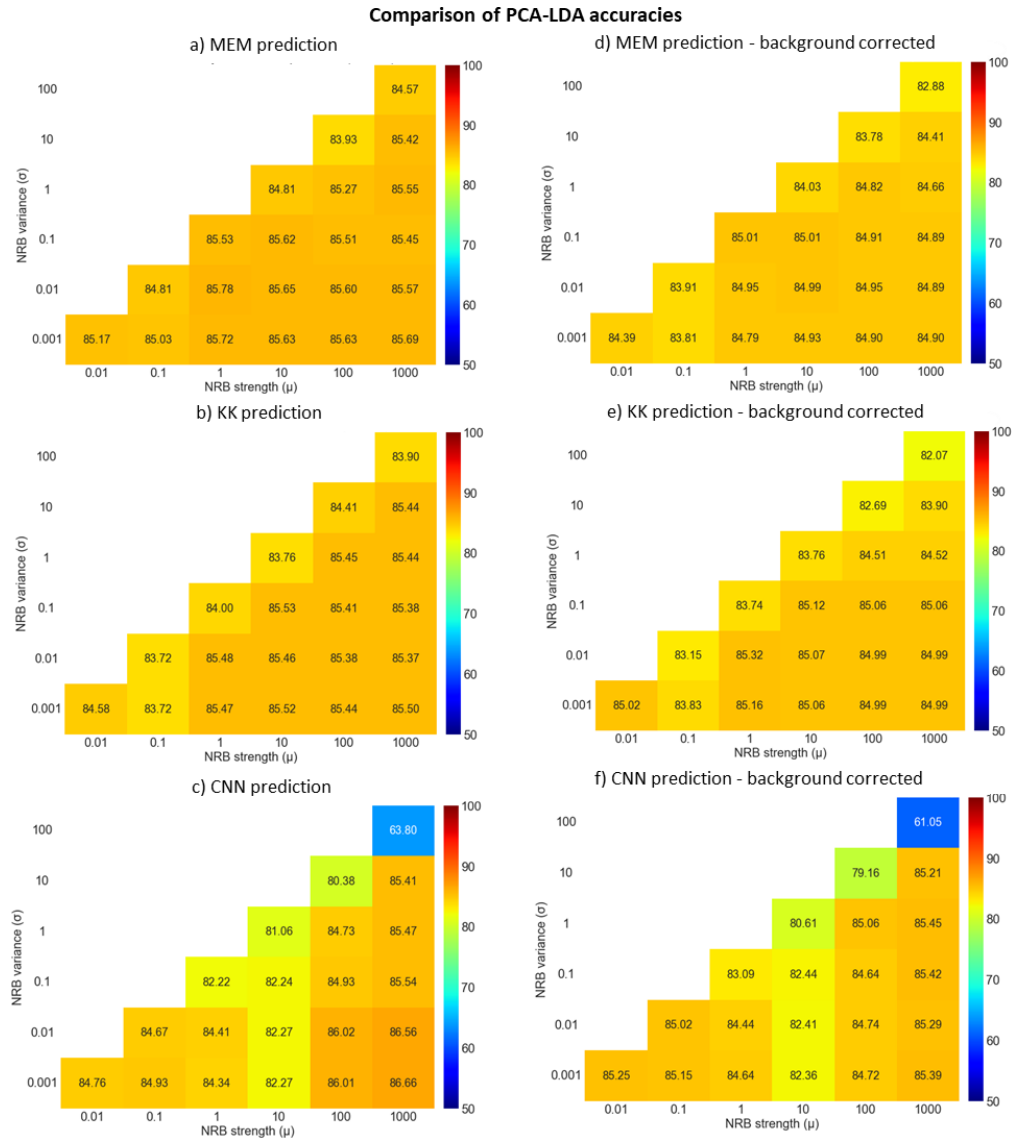 Comparison of PCA-LDA accuracies
a) MEM prediction
100
84.57
10
83.93 85.42
1
84.81 85.27 85.55
0.1
85.53 85.62 85.51 85.45
0.01
84.81 85.78 85.65 85.60 85.57
0.001
85.17 85.03 85.72 85.63 85.63 85.69
0.01 0.1 1 10 100 1000
NRB strength (μ)
NRB variance (σ)
100
90
80
70
60
50
d) MEM prediction - background corrected
100
82.88
10
83.78 84.41
1
84.03 84.82 84.66
0.1
85.01 85.01 84.91 84.89
0.01
83.91 84.95 84.99 84.95 84.89
0.001
84.39 83.81 84.79 84.93 84.90 84.90
0.01 0.1 1 10 100 1000
NRB strength (μ)
NRB variance (σ)
100
90
80
70
60
50
b) KK prediction
100
83.90
10
84.41 85.44
1
83.76 85.45 85.44
0.1
84.00 85.53 85.41 85.38
0.01
83.72 85.48 85.46 85.38 85.37
0.001
84.58 83.72 85.47 85.52 85.44 85.50
0.01 0.1 1 10 100 1000
NRB strength (μ)
NRB variance (σ)
100
90
80
70
60
50
e) KK prediction - background corrected
100
82.07
10
82.69 83.90
1
83.76 84.51 84.52
0.1
83.74 85.12 85.06 85.06
0.01
83.15 85.32 85.07 84.99 84.99
0.001
85.02 83.83 85.16 85.06 84.99 84.99
0.01 0.1 1 10 100 1000
NRB strength (μ)
NRB variance (σ)
100
90
80
70
60
50
c) CNN prediction
100
63.80
10
80.38 85.41
1
81.06 84.73 85.47
0.1
82.22 82.24 84.93 85.54
0.01
84.67 84.41 82.27 86.02 86.56
0.001
84.76 84.93 84.34 82.27 86.01 86.66
0.01 0.1 1 10 100 1000
NRB strength (μ)
NRB variance (σ)
100
90
80
70
60
50
f) CNN prediction - background corrected
100
61.05
10
79.16 85.21
1
80.61 85.06 85.45
0.1
83.09 82.44 84.64 85.42
0.01
85.02 84.44 82.41 84.74 85.29
0.001
85.25 85.15 84.64 82.36 84.72 85.39
0.01 0.1 1 10 100 1000
NRB strength (μ)
NRB variance (σ)
100
90
80
70
60
50